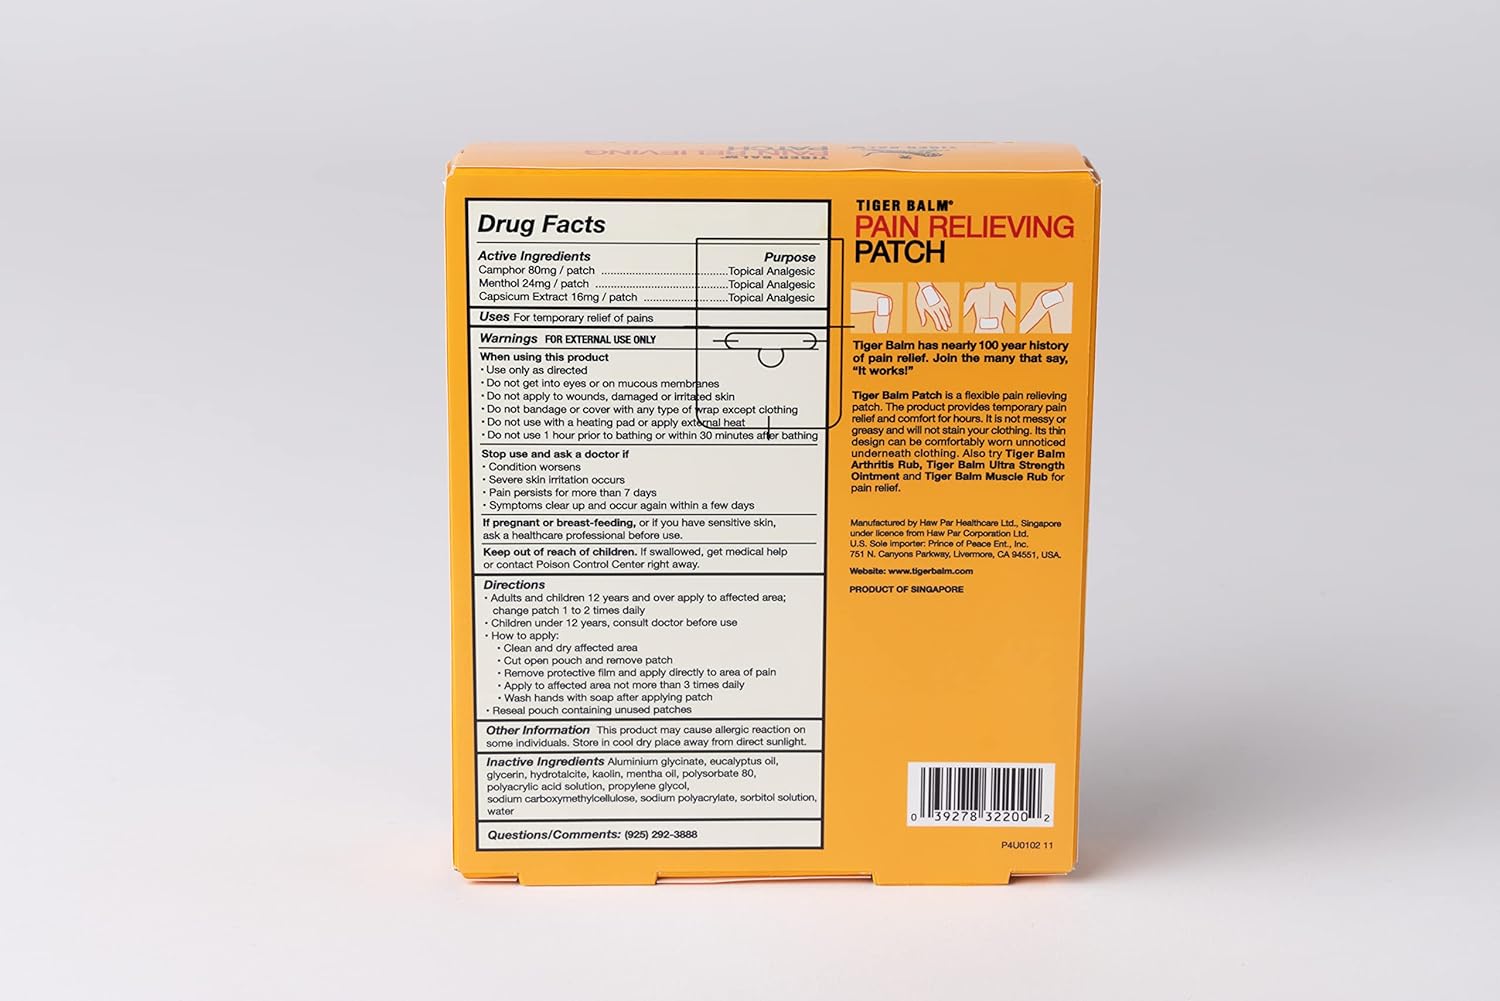 TIGER BALM®
PAIN RELIEVING
PATCH
TIGER BALM
Drug Facts
Active Ingredients Purpose
Camphor 80mg / patch ........................................Topical Analgesic
Menthol 24mg / patch .........................................Topical Analgesic
Capsicum Extract 16mg / patch ..........................Topical Analgesic
Uses For temporary relief of pains
Warnings FOR EXTERNAL USE ONLY
When using this product
• Use only as directed
• Do not get into eyes or on mucous membranes
• Do not apply to wounds, damaged or irritated skin
• Do not bandage or cover with any type of wrap except clothing
• Do not use with a heating pad or apply external heat
• Do not use 1 hour prior to bathing or within 30 minutes after bathing
Stop use and ask a doctor if
• Condition worsens
• Severe skin irritation occurs
• Pain persists for more than 7 days
• Symptoms clear up and occur again within a few days
If pregnant or breast-feeding, or if you have sensitive skin,
ask a healthcare professional before use.
Keep out of reach of children. If swallowed, get medical help
or contact Poison Control Center right away.
Directions
• Adults and children 12 years and over apply to affected area;
change patch 1 to 2 times daily
• Children under 12 years, consult doctor before use
• How to apply:
• Clean and dry affected area
• Cut open pouch and remove patch
• Remove protective film and apply directly to area of pain
• Apply to affected area not more than 3 times daily
• Wash hands with soap after applying patch
• Reseal pouch containing unused patches
Other Information This product may cause allergic reaction on
some individuals. Store in cool dry place away from direct sunlight.
Inactive Ingredients Aluminium glycinate, eucalyptus oil,
glycerin, hydrotalcite, kaolin, mentha oil, polysorbate 80,
polyacrylic acid solution, propylene glycol,
sodium carboxymethylcellulose, sodium polyacrylate, sorbitol solution,
water
Questions/Comments: (925) 292-3888
TIGER BALM®
PAIN RELIEVING
PATCH
Tiger Balm has nearly 100 year history
of pain relief. Join the many that say,
“It works!”
Tiger Balm Patch is a flexible pain relieving
patch. The product provides temporary pain
relief and comfort for hours. It is not messy or
greasy and will not stain your clothing. Its thin
design can be comfortably worn unnoticed
underneath clothing. Also try Tiger Balm
Arthritis Rub, Tiger Balm Ultra Strength
Ointment and Tiger Balm Muscle Rub for
pain relief.
Manufactured by Haw Par Healthcare Ltd., Singapore
under licence from Haw Par Corporation Ltd.
U.S. Sole importer: Prince of Peace Ent., Inc.
751 N. Canyons Parkway, Livermore, CA 94551, USA.
Website: www.tigerbalm.com
PRODUCT OF SINGAPORE
0 39278 32200 2
P4U0102 11